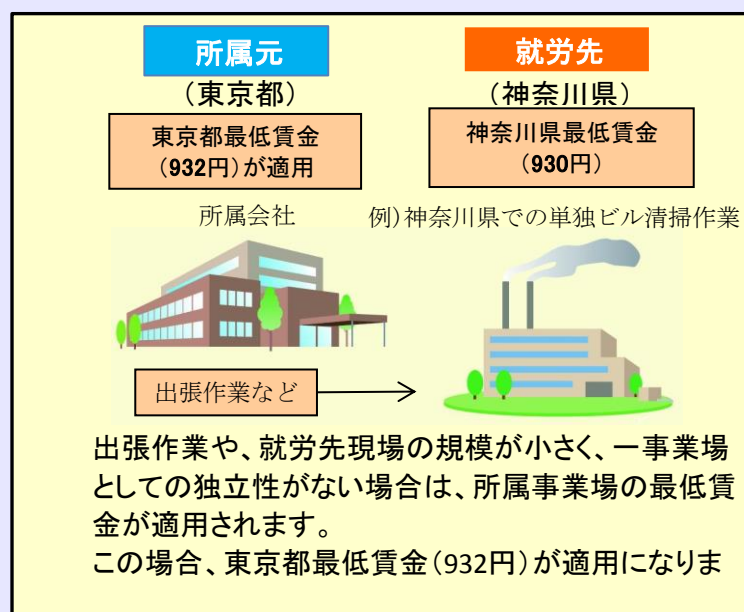 所属元
就労先
(東京都)
(神奈川県)
東京都最低賃金
(932円)が適用
神奈川県最低賃金
(930円)
所属会社
例)神奈川県での単独ビル清掃作業
出張作業など
出張作業や、就労先現場の規模が小さく、一事業場
としての独立性がない場合は、所属事業場の最低賃
金が適用されます。
この場合、東京都最低賃金(932円)が適用になりま